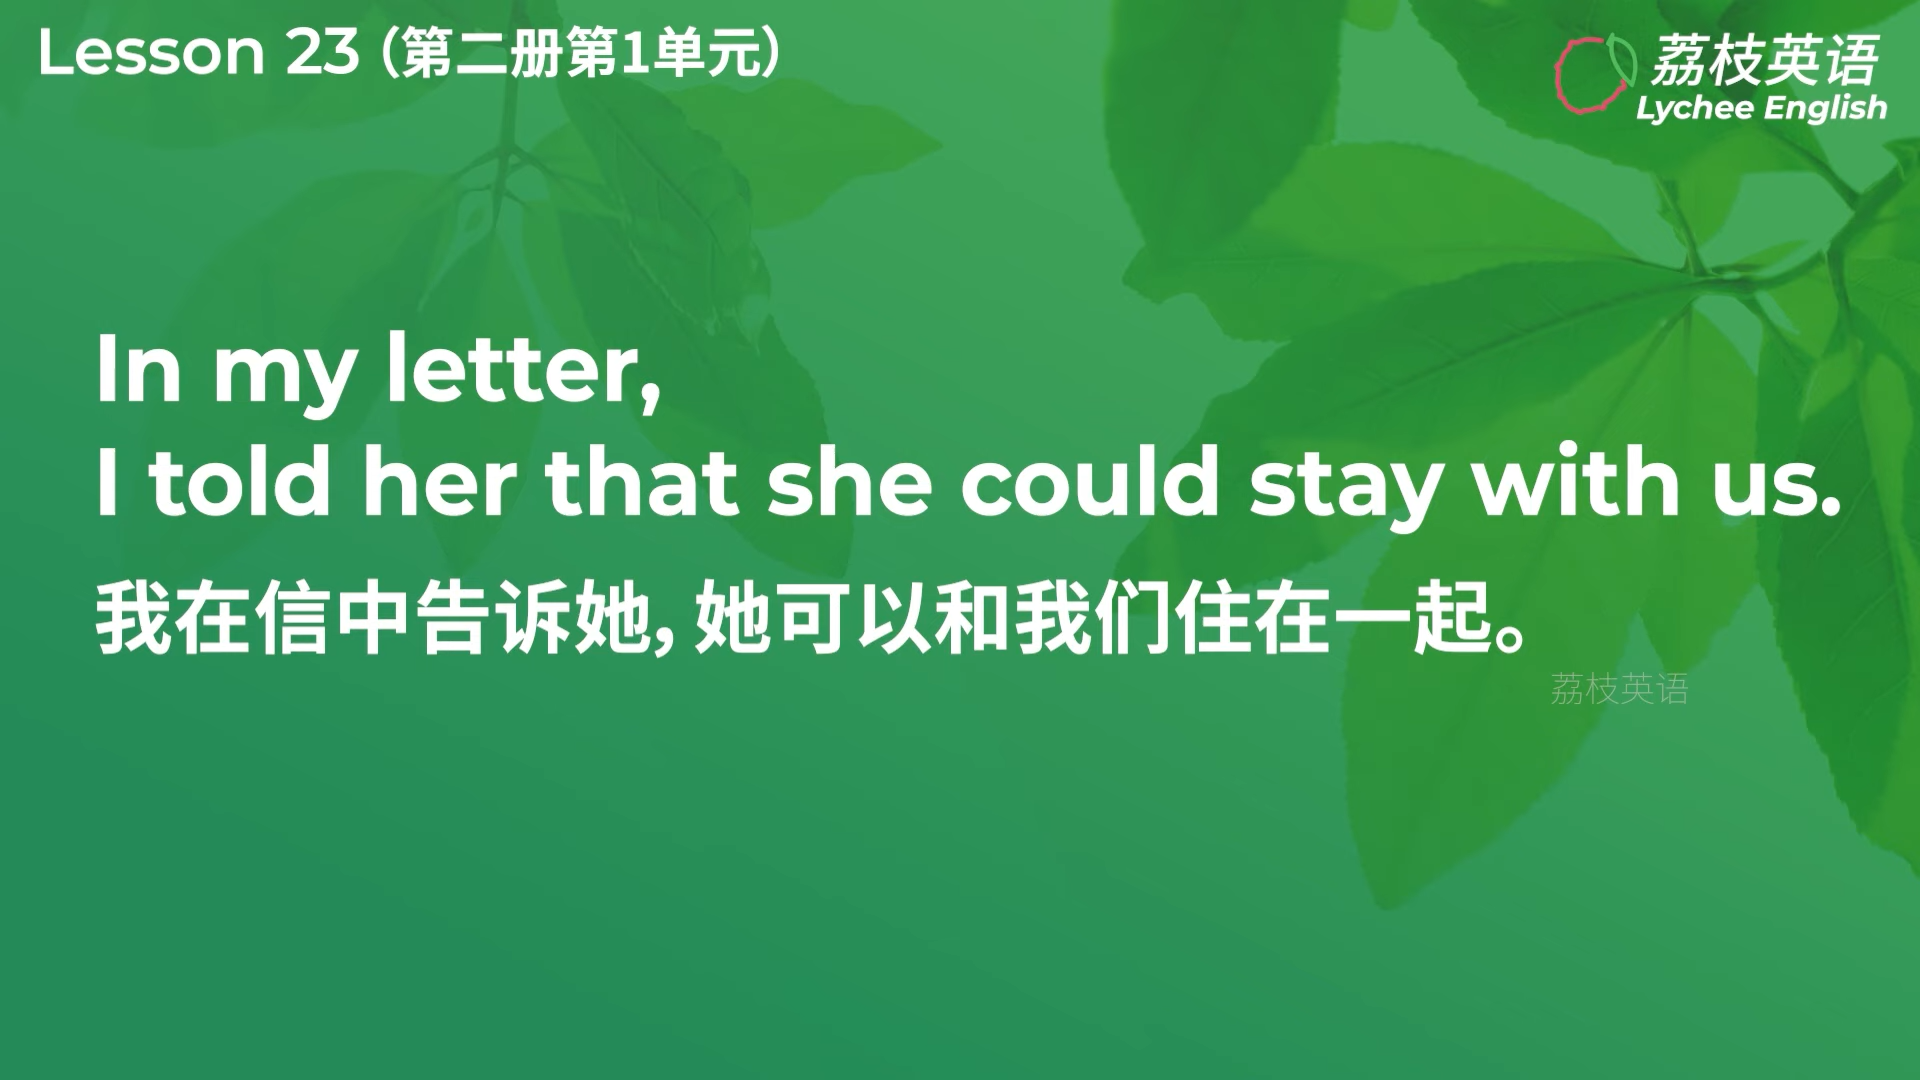 Lesson 23（第二册第1单元）
荔枝英语
Lychee English
In my letter,
I told her that she could stay with us.
我在信中告诉她，她可以和我们住在一起。
荔枝英语